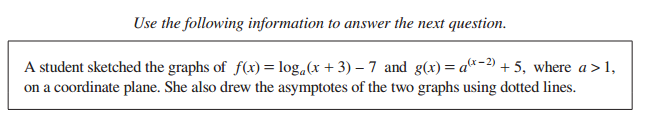 Use the following information to answer the next question.
A student sketched the graphs of f(x) = logₐ(x + 3) – 7 and g(x) = a⁽ˣ⁻²⁾ + 5, where a > 1,
on a coordinate plane. She also drew the asymptotes of the two graphs using dotted lines.